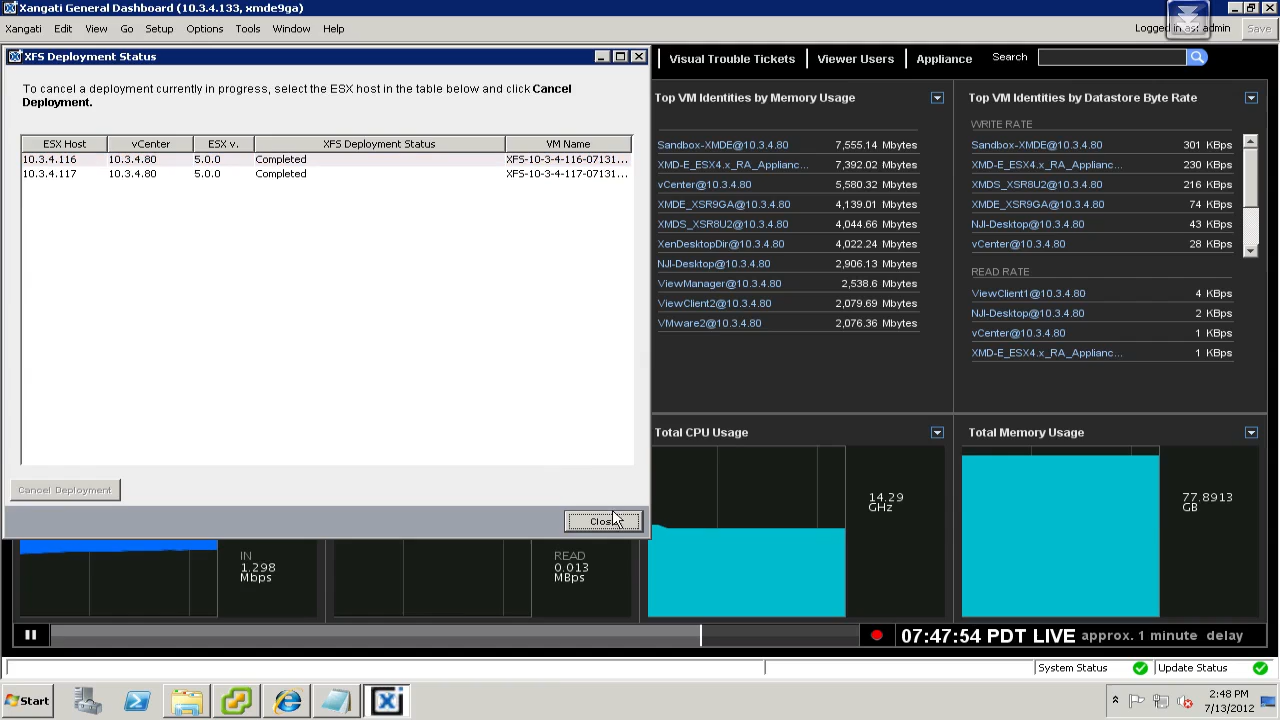 Xangati General Dashboard (10.3.4.133, xmde9ga)
Xangati Edit View Go Setup Options Tools Window Help
Logged in as: admin Save
XFS Deployment Status
To cancel a deployment currently in progress, select the ESX host in the table below and click Cancel
Deployment.
ESX Host vCenter ESX v. XFS Deployment Status VM Name
10.3.4.116 10.3.4.80 5.0.0 Completed XFS-10-3-4-116-07131...
10.3.4.117 10.3.4.80 5.0.0 Completed XFS-10-3-4-117-07131...
Cancel Deployment
Close
Visual Trouble Tickets Viewer Users Appliance Search
Top VM Identities by Memory Usage
Sandbox-XMDE@10.3.4.80 7,555.14 Mbytes
XMD-E_ESX4.x_RA_Applianc... 7,392.02 Mbytes
vCenter@10.3.4.80 5,580.32 Mbytes
XMDE_XSR9GA@10.3.4.80 4,139.01 Mbytes
XMDS_XSR8U2@10.3.4.80 4,044.66 Mbytes
XenDesktopDir@10.3.4.80 4,022.24 Mbytes
NJI-Desktop@10.3.4.80 2,906.13 Mbytes
ViewManager@10.3.4.80 2,538.6 Mbytes
ViewClient2@10.3.4.80 2,079.69 Mbytes
VMware2@10.3.4.80 2,076.36 Mbytes
Top VM Identities by Datastore Byte Rate
WRITE RATE
Sandbox-XMDE@10.3.4.80 301 KBps
XMD-E_ESX4.x_RA_Applianc... 230 KBps
XMDS_XSR8U2@10.3.4.80 216 KBps
XMDE_XSR9GA@10.3.4.80 74 KBps
NJI-Desktop@10.3.4.80 43 KBps
vCenter@10.3.4.80 28 KBps
READ RATE
ViewClient1@10.3.4.80 4 KBps
NJI-Desktop@10.3.4.80 2 KBps
vCenter@10.3.4.80 1 KBps
XMD-E_ESX4.x_RA_Applianc... 1 KBps
IN
1.298
Mbps
READ
0.013
MBps
Total CPU Usage
14.29
GHz
Total Memory Usage
77.8913
GB
07:47:54 PDT LIVE approx. 1 minute delay
System Status Update Status
Start
2:48 PM
7/13/2012